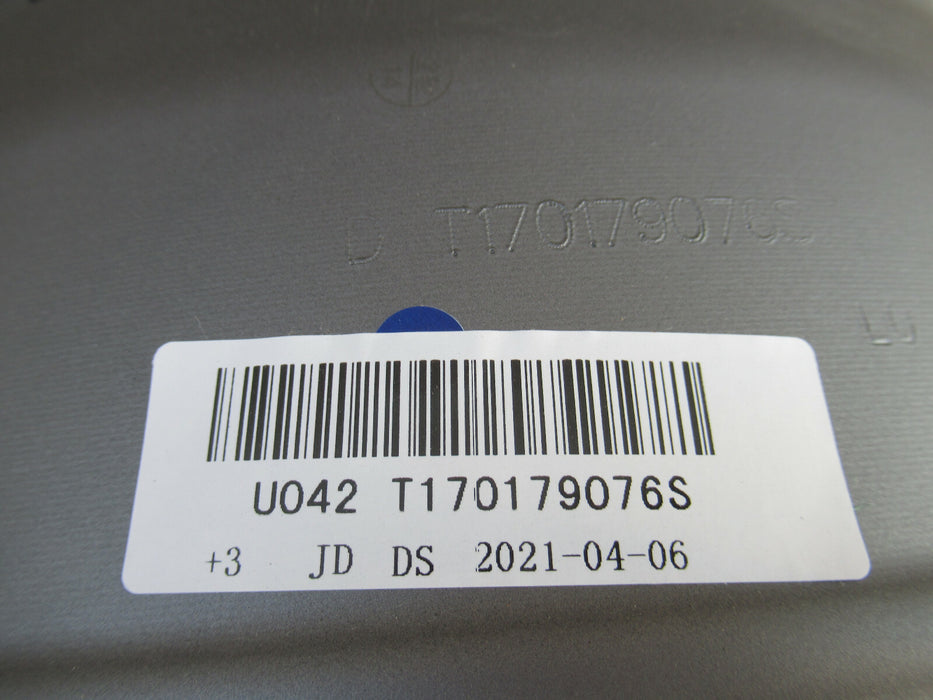 D T170179076S
U042 T170179076S
+3 JD DS 2021-04-06